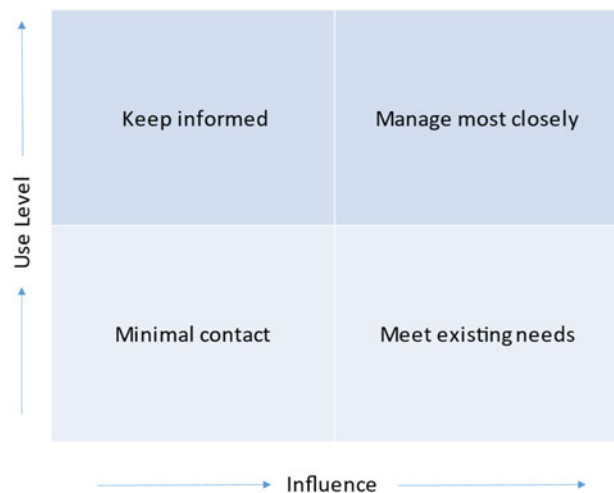 Keep informed
Manage most closely
Use Level
Minimal contact
Meet existing needs
Influence